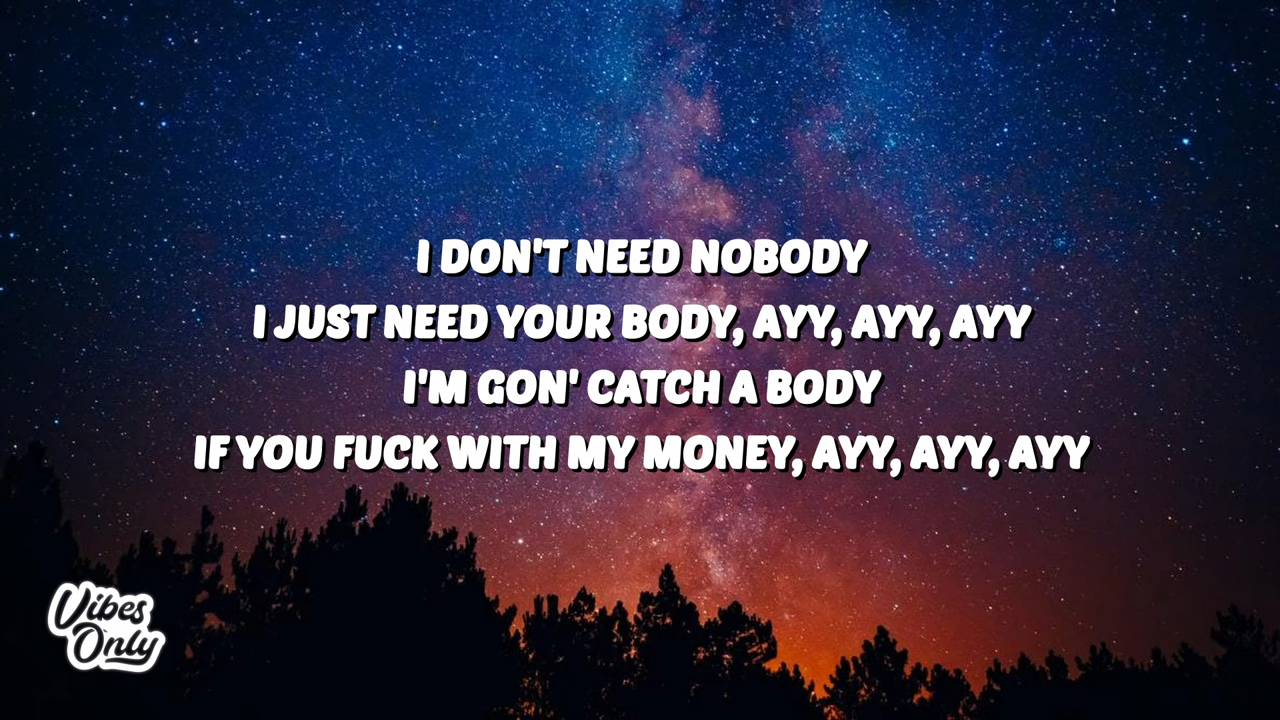 I DON'T NEED NOBODY
I JUST NEED YOUR BODY, AYY, AYY, AYY
I'M GON' CATCH A BODY
IF YOU FUCK WITH MY MONEY, AYY, AYY, AYY
Vibes
Only